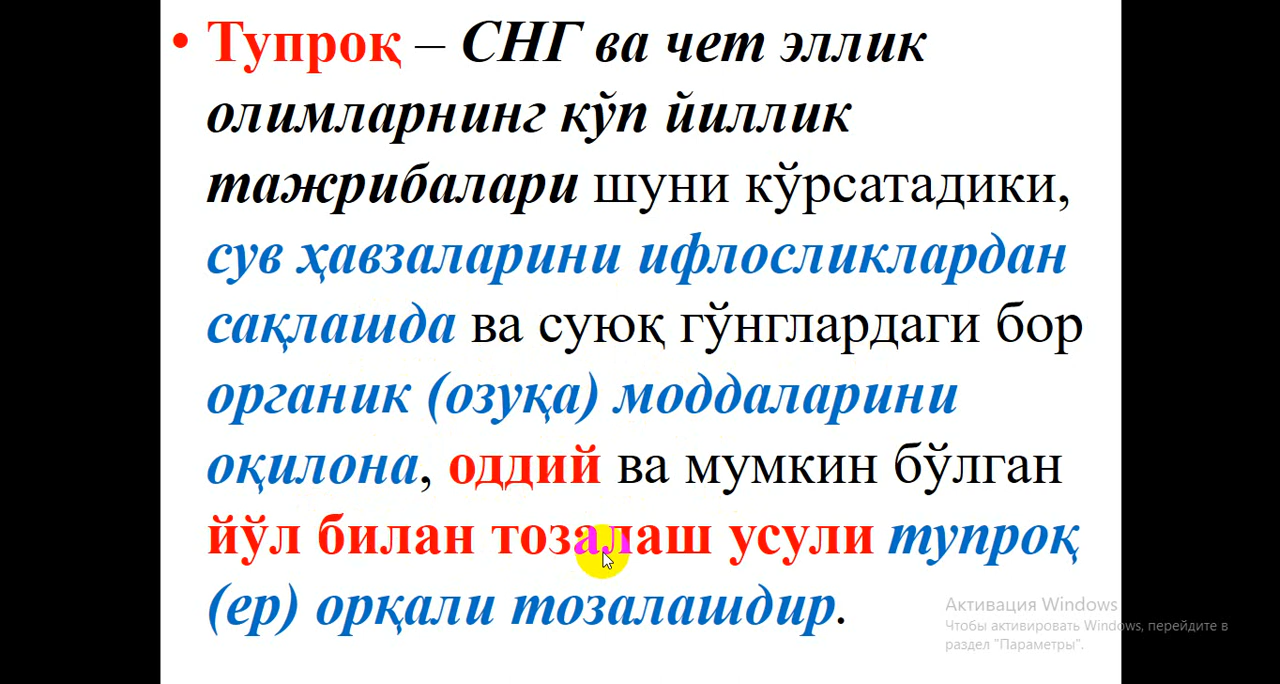 • Тупроқ – СНГ ва чет эллик
олимларнинг кўп йиллик
тажрибалари шуни кўрсатадики,
сув ҳавзаларини ифлосликлардан
сақлашда ва суюқ гўнглардаги бор
органик (озуқа) моддаларини
оқилона, оддий ва мумкин бўлган
йўл билан тозалаш усули тупроқ
(ер) орқали тозалашдир.
Активация Windows
Чтобы активировать Windows, перейдите в
раздел "Параметры".